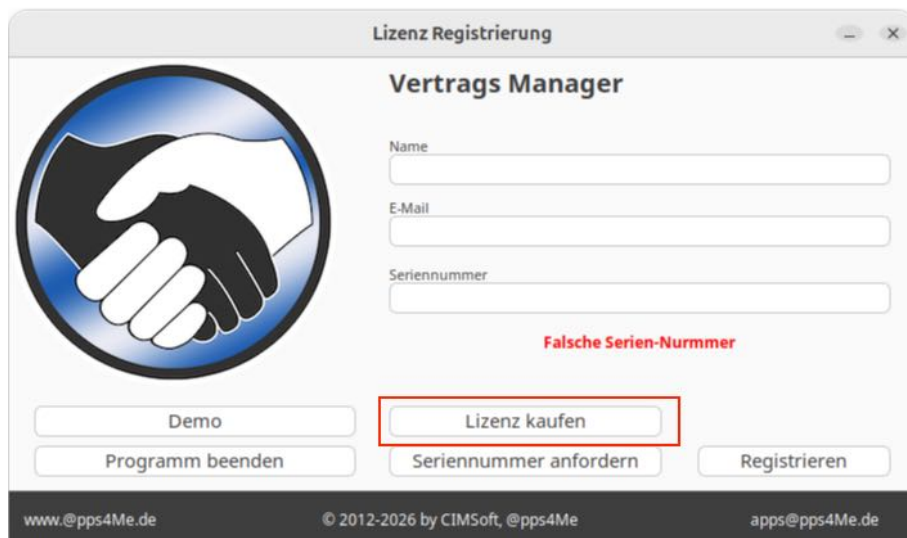 Lizenz Registrierung
Vertrags Manager
Name
E-Mail
Seriennummer
Falsche Serien-Nurmmer
Demo
Lizenz kaufen
Programm beenden
Seriennummer anfordern
Registrieren
www.@pps4Me.de
© 2012-2026 by CIMSoft, @pps4Me
apps@pps4Me.de